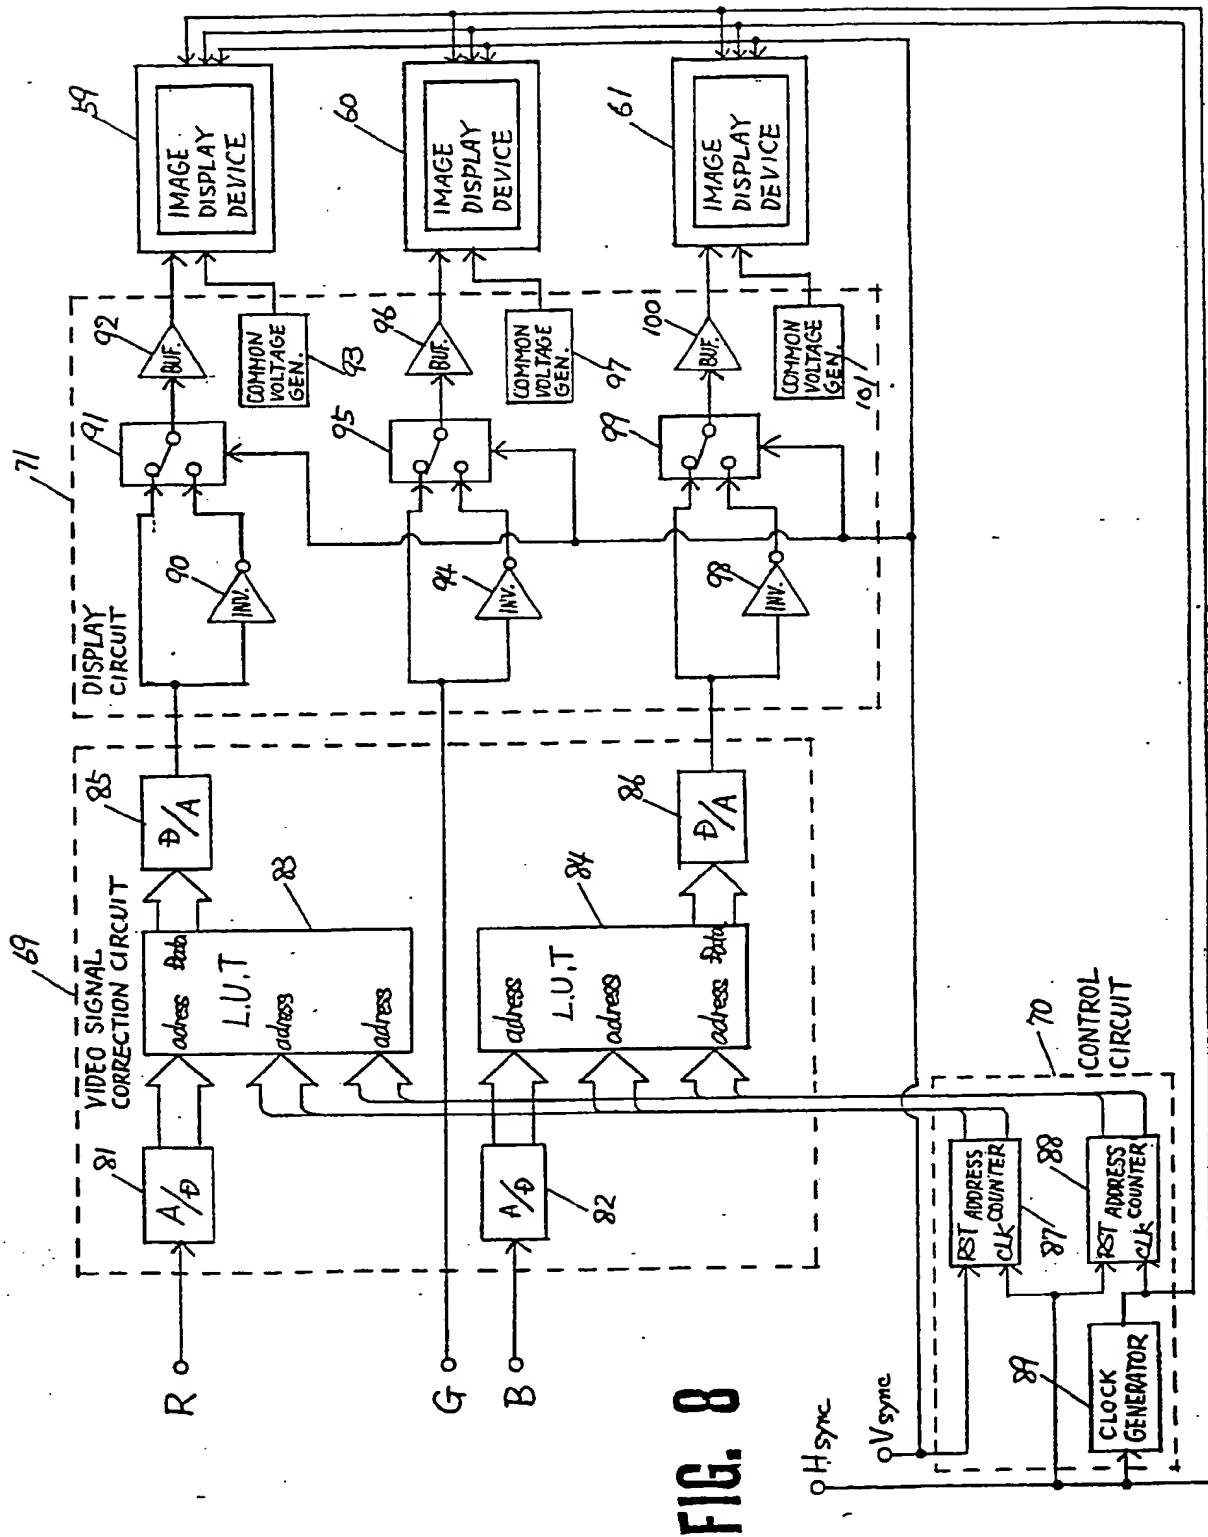 69
VIDEO SIGNAL
CORRECTION CIRCUIT
71
DISPLAY
CIRCUIT
R
81
A/D
adress
Data
L.U.T
adress
adress
83
85
D/A
90
INV.
91
92
BUF.
COMMON
VOLTAGE
GEN.
93
59
IMAGE
DISPLAY
DEVICE
G
94
INV.
95
96
BUF.
COMMON
VOLTAGE
GEN.
97
60
IMAGE
DISPLAY
DEVICE
B
A/D
82
adress
L.U.T
adress
adress
Data
84
86
D/A
98
INV.
99
100
BUF.
COMMON
VOLTAGE
GEN.
101
61
IMAGE
DISPLAY
DEVICE
FIG. 8
Hsync
Vsync
70
CONTROL
CIRCUIT
RST ADDRESS
CLK COUNTER
87
RST ADDRESS
CLK COUNTER
88
89
CLOCK
GENERATOR